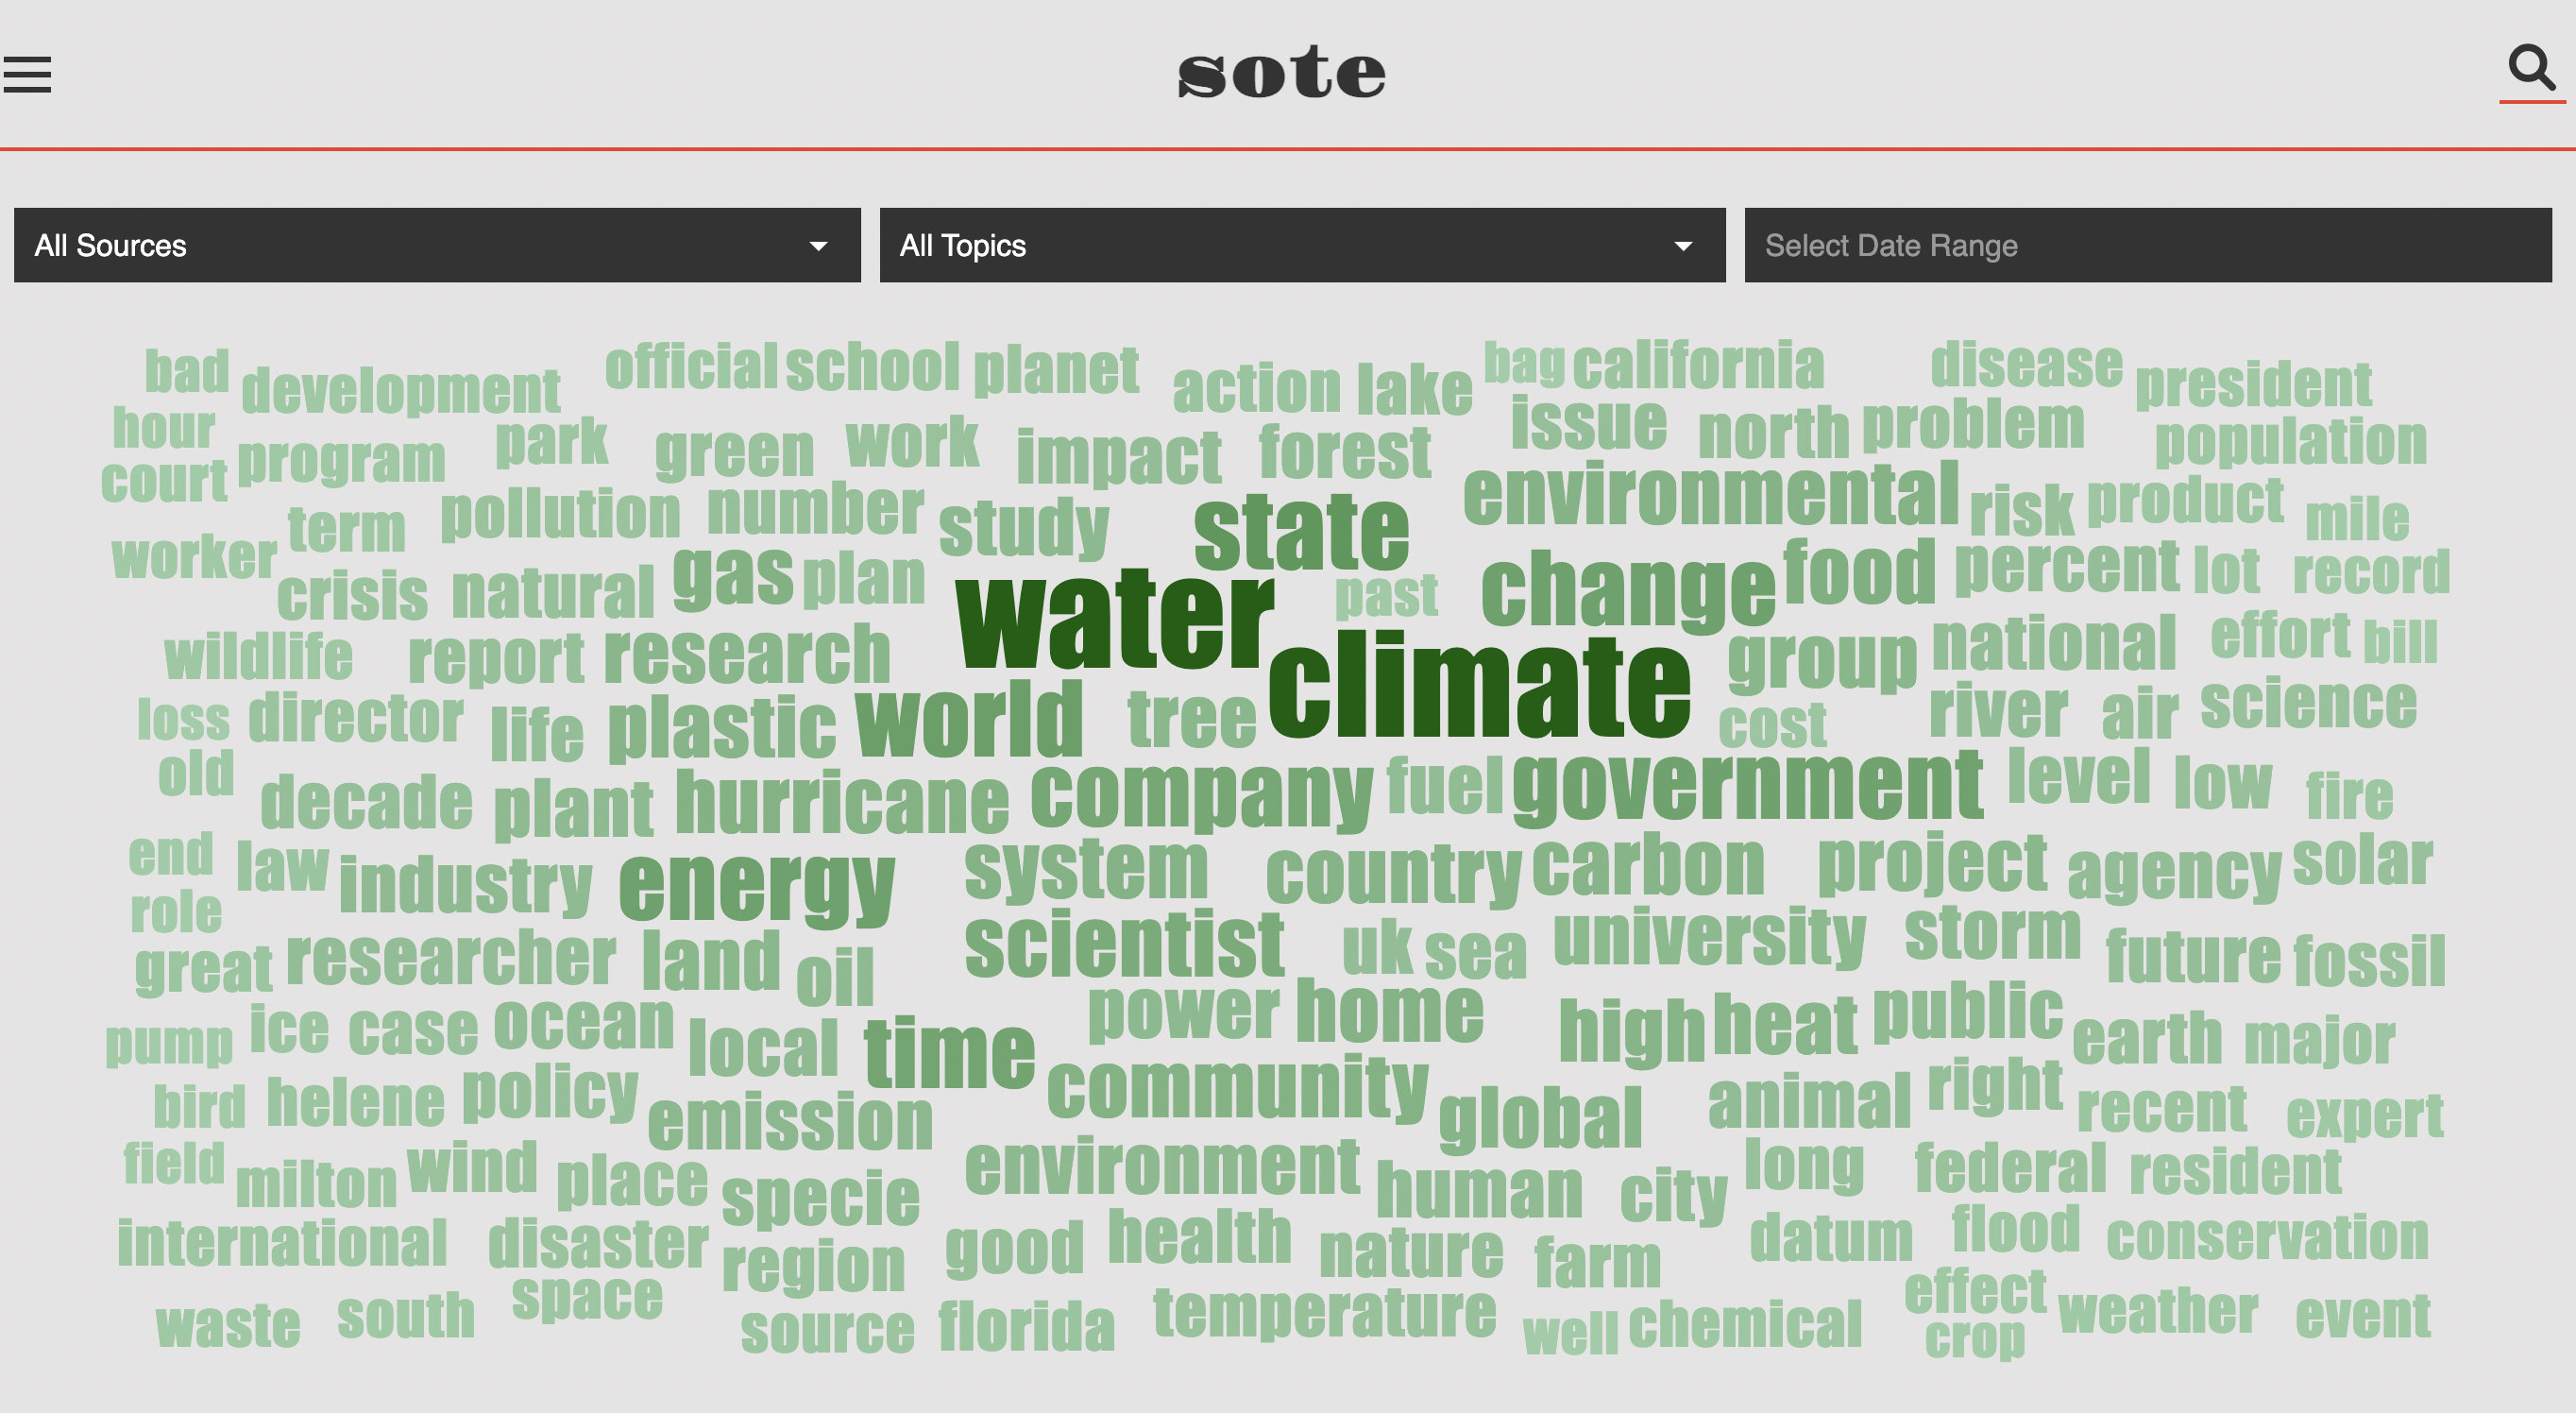 sote
All Sources
All Topics
Select Date Range
bad development official school planet action lake bag california disease president
hour program park green work impact forest issue north problem population
court term pollution number study state environmental risk product mile
worker crisis natural gas plan water past change food percent lot record
wildlife report research climate group national effort bill
loss director life plastic world tree cost river air science
old decade plant hurricane company fuel government level low fire
end law industry energy system country carbon project agency solar
role
great researcher land oil scientist uk sea university storm future fossil
pump ice case ocean local time power home high heat public earth major
bird helene policy emission community global animal right recent expert
field milton wind place specie environment human city long federal resident
international disaster region good health nature farm datum flood conservation
waste south space source florida temperature well chemical effect weather event
crop